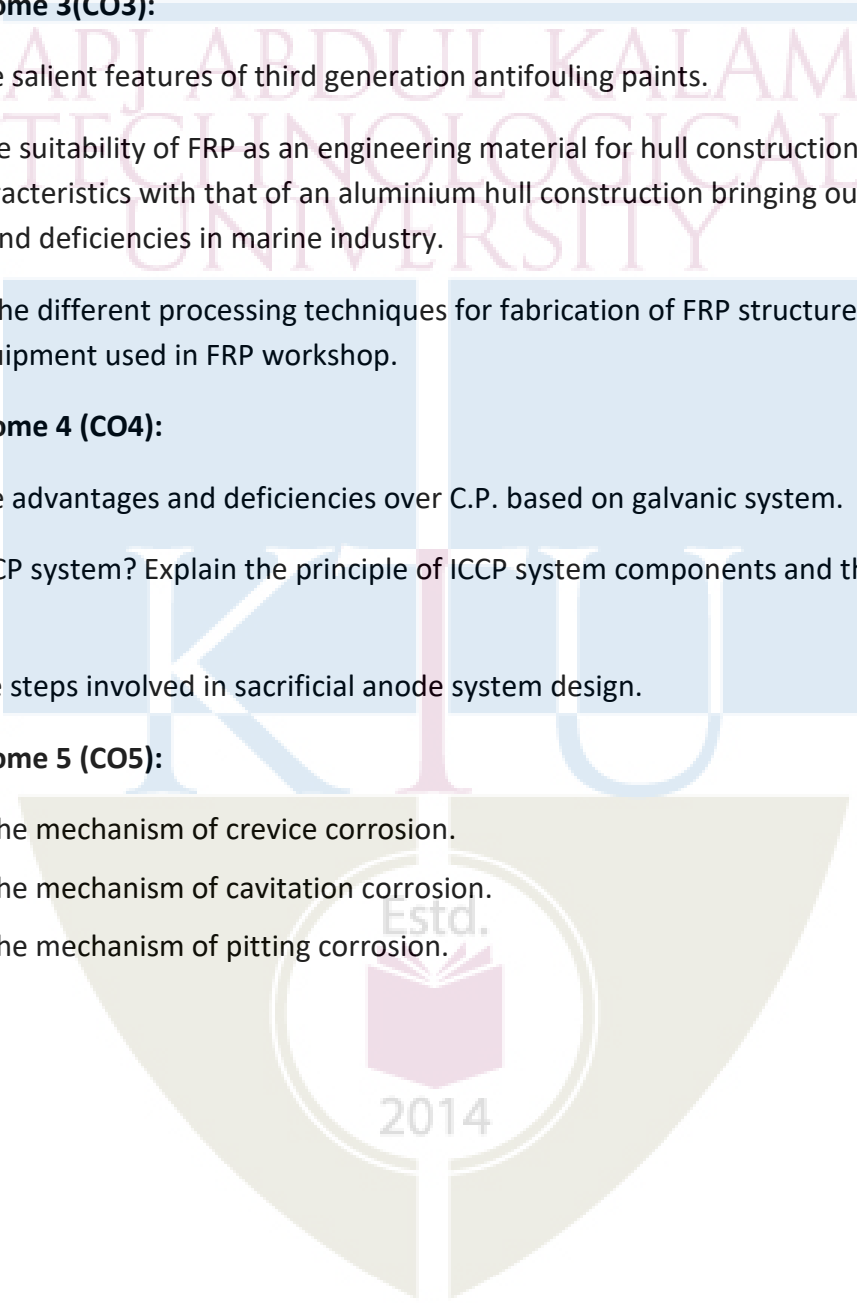 ome 3(CO3):
APJ ABDUL KALAM
e salient features of third generation antifouling paints.
TECHNOLOGICAL
e suitability of FRP as an engineering material for hull construction
racteristics with that of an aluminium hull construction bringing ou
UNIVERSITY
nd deficiencies in marine industry.
he different processing techniques for fabrication of FRP structure
uipment used in FRP workshop.
ome 4 (CO4):
e advantages and deficiencies over C.P. based on galvanic system.
CP system? Explain the principle of ICCP system components and th
KTU
e steps involved in sacrificial anode system design.
ome 5 (CO5):
he mechanism of crevice corrosion.
he mechanism of cavitation corrosion.
Estd.
he mechanism of pitting corrosion.
2014